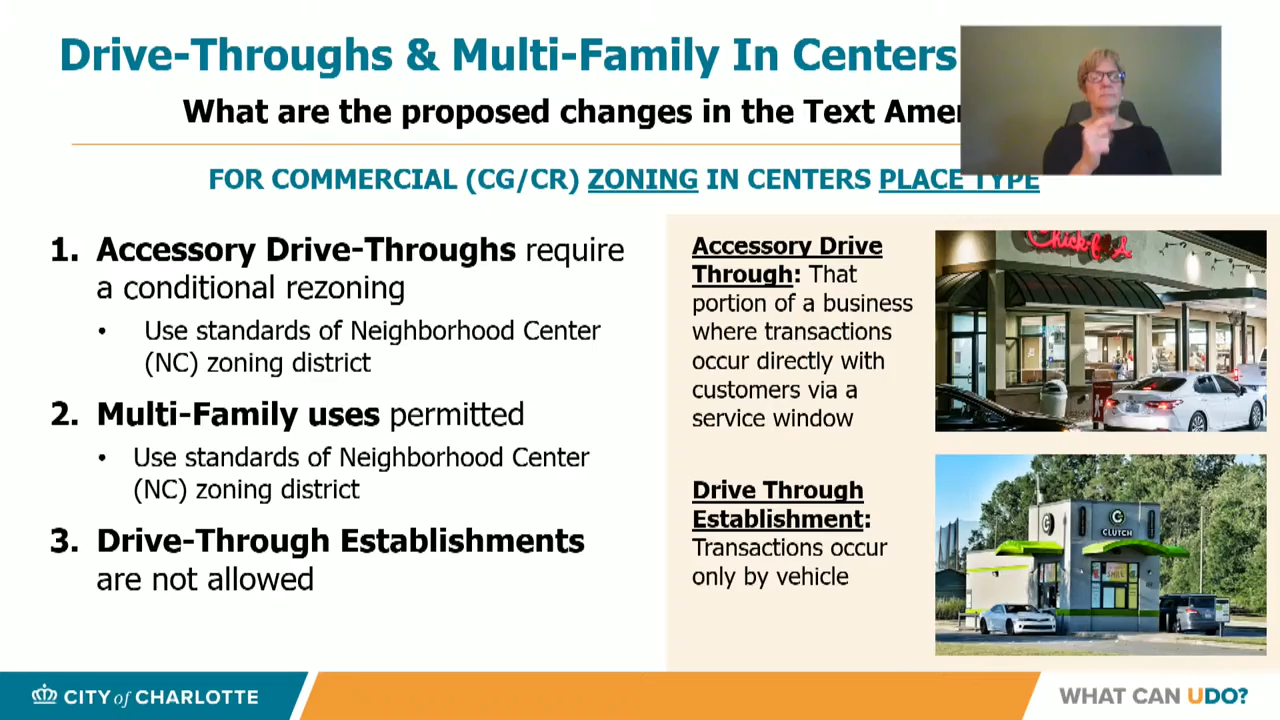 Drive-Throughs & Multi-Family In Centers
What are the proposed changes in the Text
FOR COMMERCIAL (CG/CR) ZONING IN CENTERS PLACE TYPE
1. Accessory Drive-Throughs require
a conditional rezoning
• Use standards of Neighborhood Center
(NC) zoning district
2. Multi-Family uses permitted
• Use standards of Neighborhood Center
(NC) zoning district
3. Drive-Through Establishments
are not allowed
Accessory Drive
Through: That
portion of a business
where transactions
occur directly with
customers via a
service window
Drive Through
Establishment:
Transactions occur
only by vehicle
Chick-fil-A
CLUTCH
CITY of CHARLOTTE
WHAT CAN UDO?